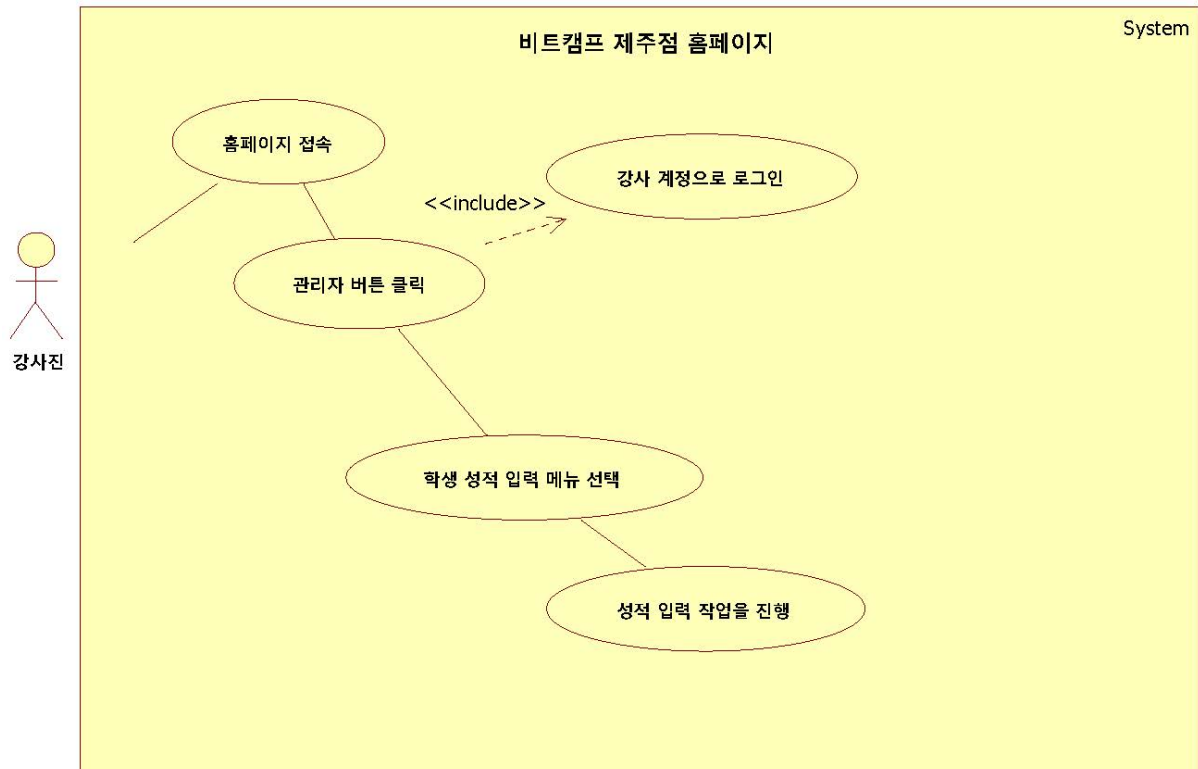 System
비트캠프 제주점 홈페이지
홈페이지 접속
강사 계정으로 로그인
<<include>>
관리자 버튼 클릭
강사진
학생 성적 입력 메뉴 선택
성적 입력 작업을 진행